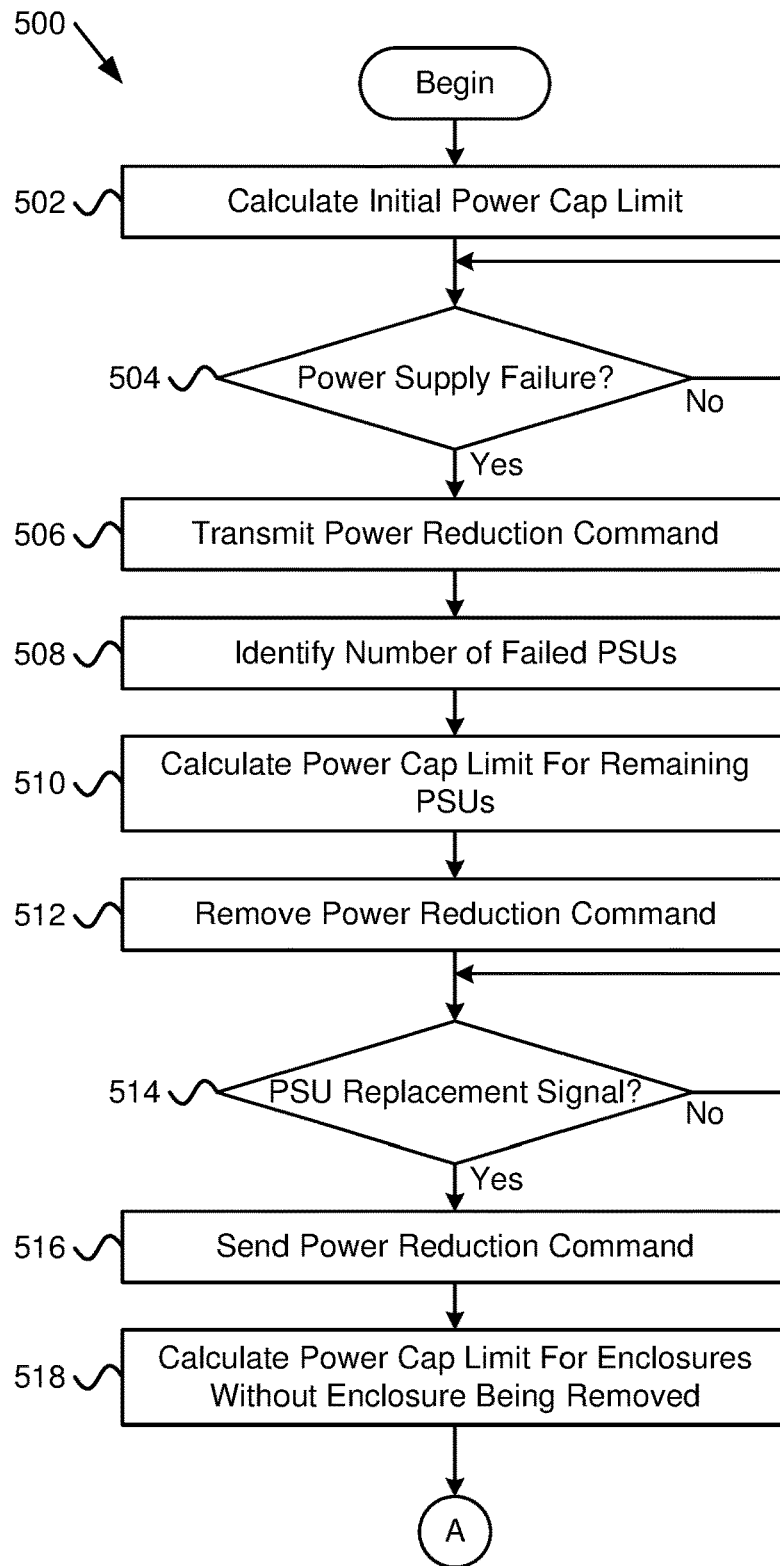 500
Begin
502
Calculate Initial Power Cap Limit
504
Power Supply Failure?
No
Yes
506
Transmit Power Reduction Command
508
Identify Number of Failed PSUs
510
Calculate Power Cap Limit For Remaining
PSUs
512
Remove Power Reduction Command
514
PSU Replacement Signal?
No
Yes
516
Send Power Reduction Command
518
Calculate Power Cap Limit For Enclosures
Without Enclosure Being Removed
A